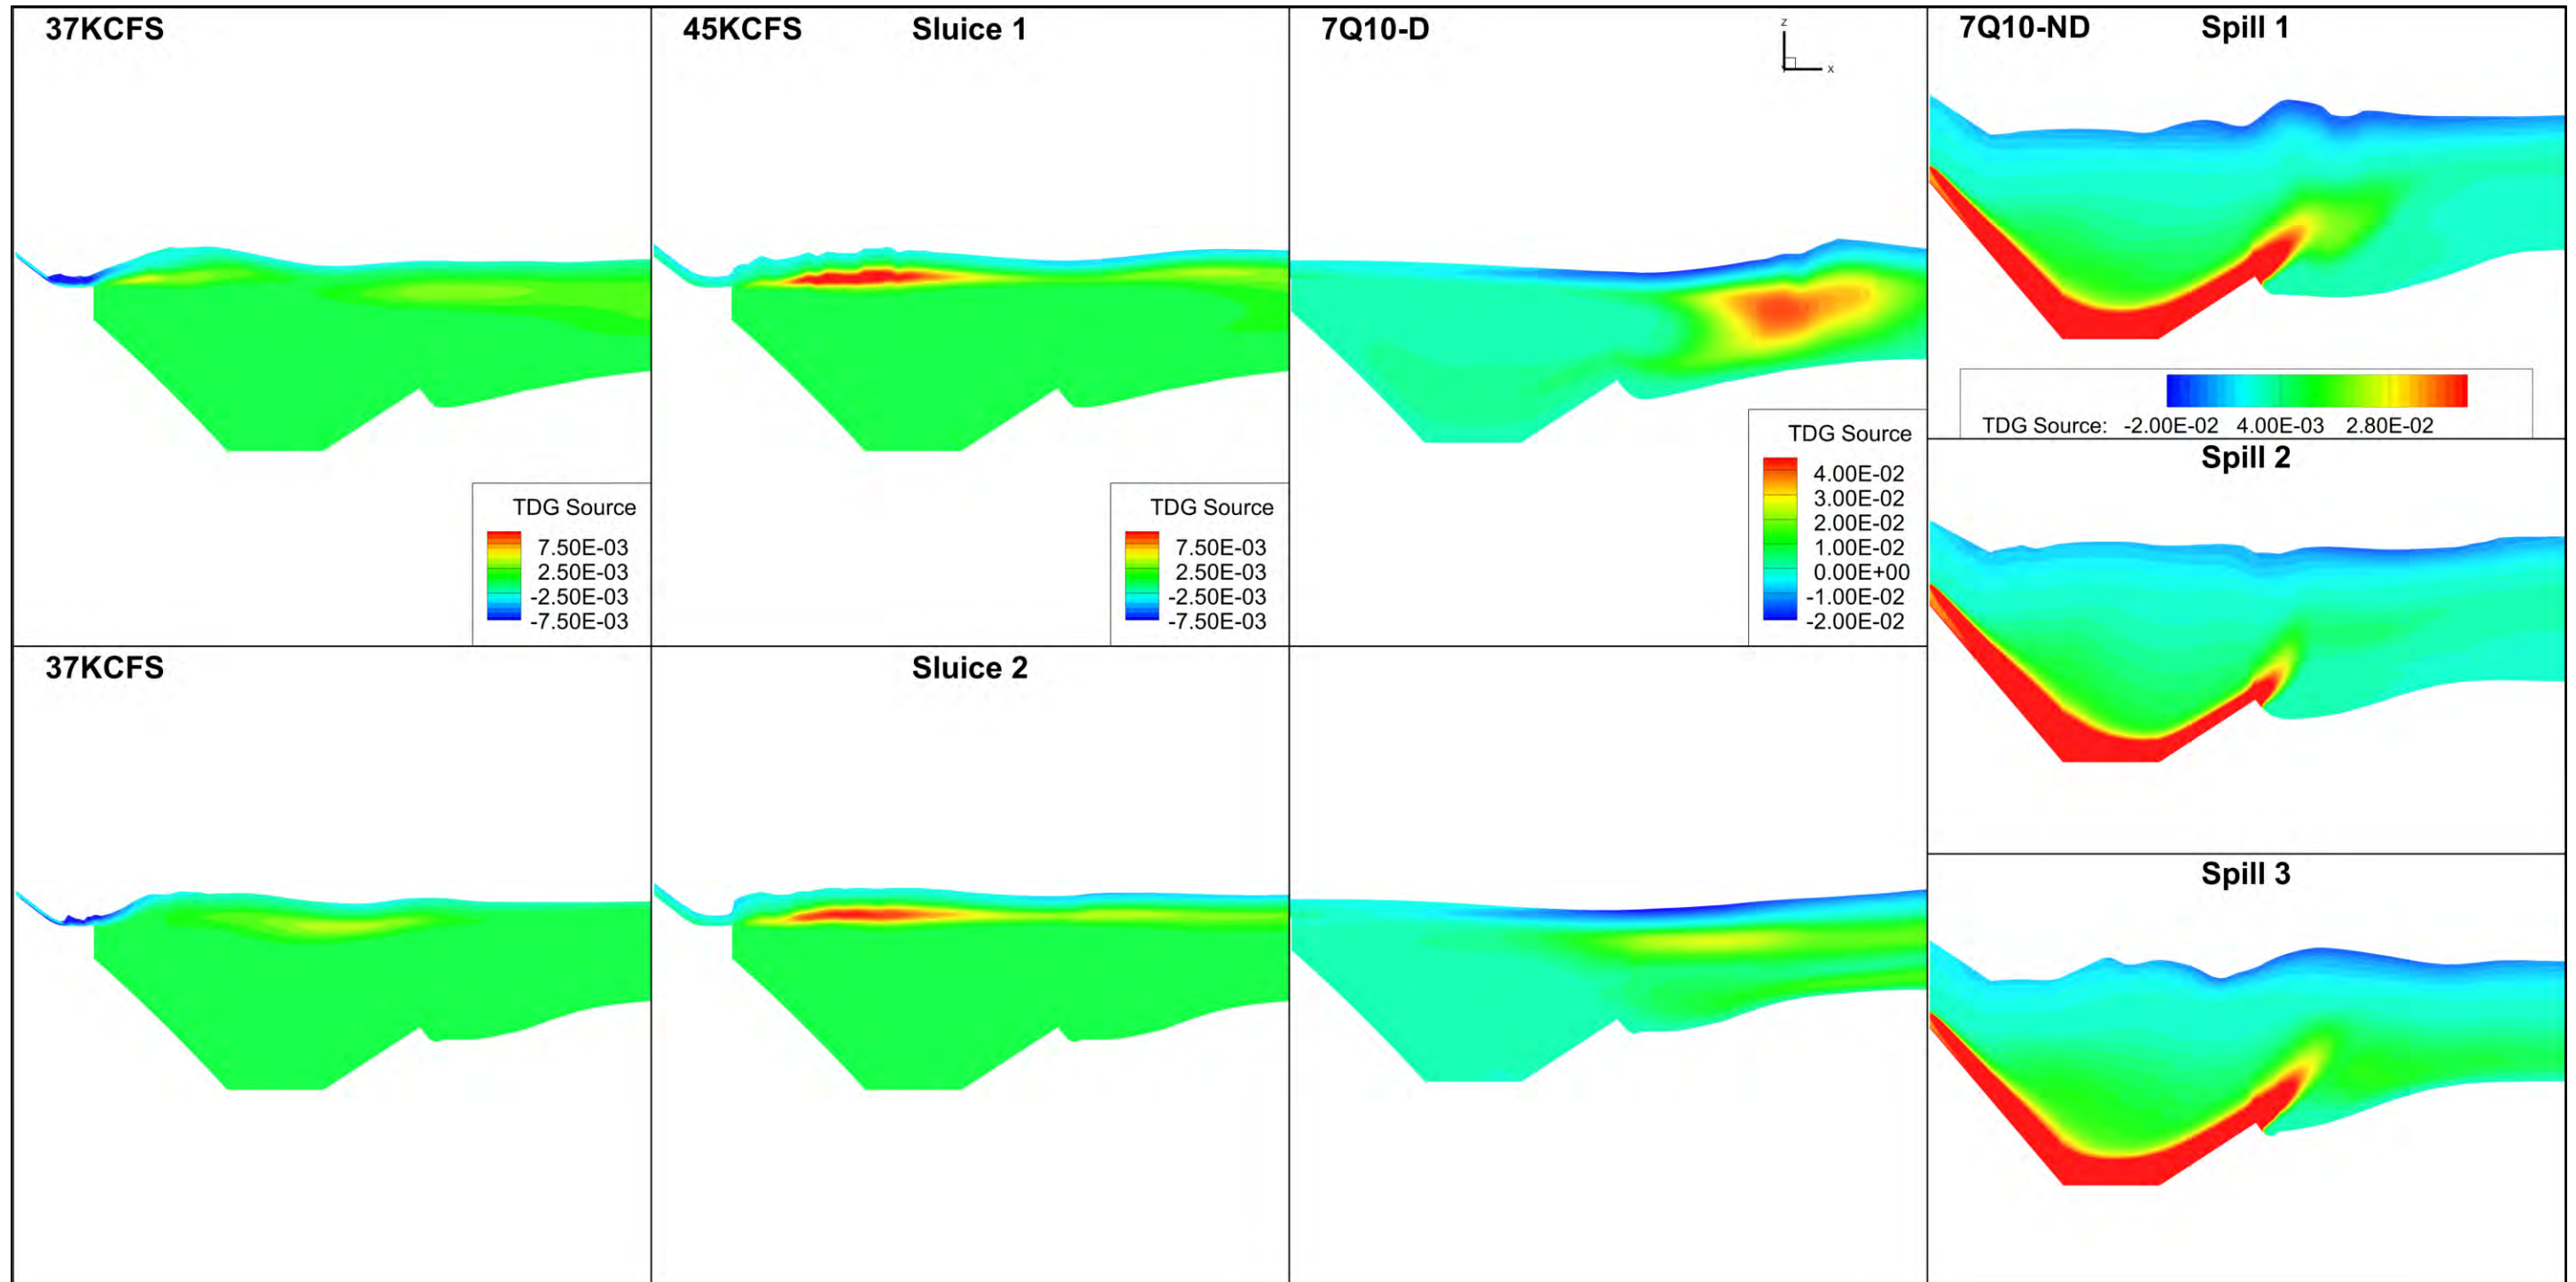 37KCFS
45KCFS Sluice 1
7Q10-D
z
x
7Q10-ND Spill 1
TDG Source
7.50E-03
2.50E-03
-2.50E-03
-7.50E-03
TDG Source
7.50E-03
2.50E-03
-2.50E-03
-7.50E-03
TDG Source
4.00E-02
3.00E-02
2.00E-02
1.00E-02
0.00E+00
-1.00E-02
-2.00E-02
TDG Source: -2.00E-02 4.00E-03 2.80E-02
Spill 2
37KCFS
Sluice 2
Spill 3